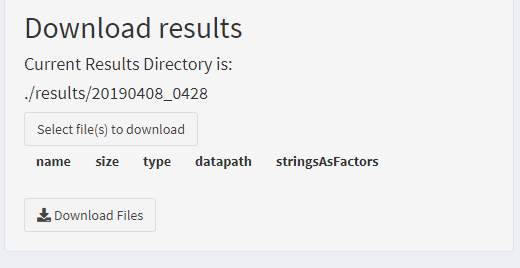 Download results
Current Results Directory is:
./results/20190408_0428
Select file(s) to download
name size type datapath stringsAsFactors
Download Files